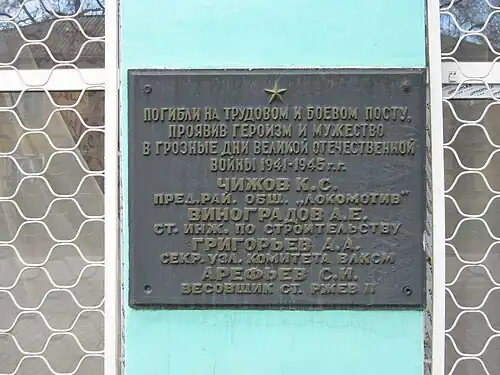 ПОГИБЛИ НА ТРУДОВОМ И БОЕВОМ ПОСТУ,
ПРОЯВИВ ГЕРОИЗМ И МУЖЕСТВО
В ГРОЗНЫЕ ДНИ ВЕЛИКОЙ ОТЕЧЕСТВЕННОЙ
ВОЙНЫ 1941-1945 г.г.
ЧИЖОВ К.С.
ПРЕД. РАЙ. ОБЩ. „ЛОКОМОТИВ"
ВИНОГРАДОВ А.Е.
СТ. ИНЖ. ПО СТРОИТЕЛЬСТВУ
ГРИГОРЬЕВ А.А.
СЕКР. УЗЛ. КОМИТЕТА ВЛКСМ
АРЕФЬЕВ С.И.
ВЕСОВЩИК СТ. РЖЕВ II